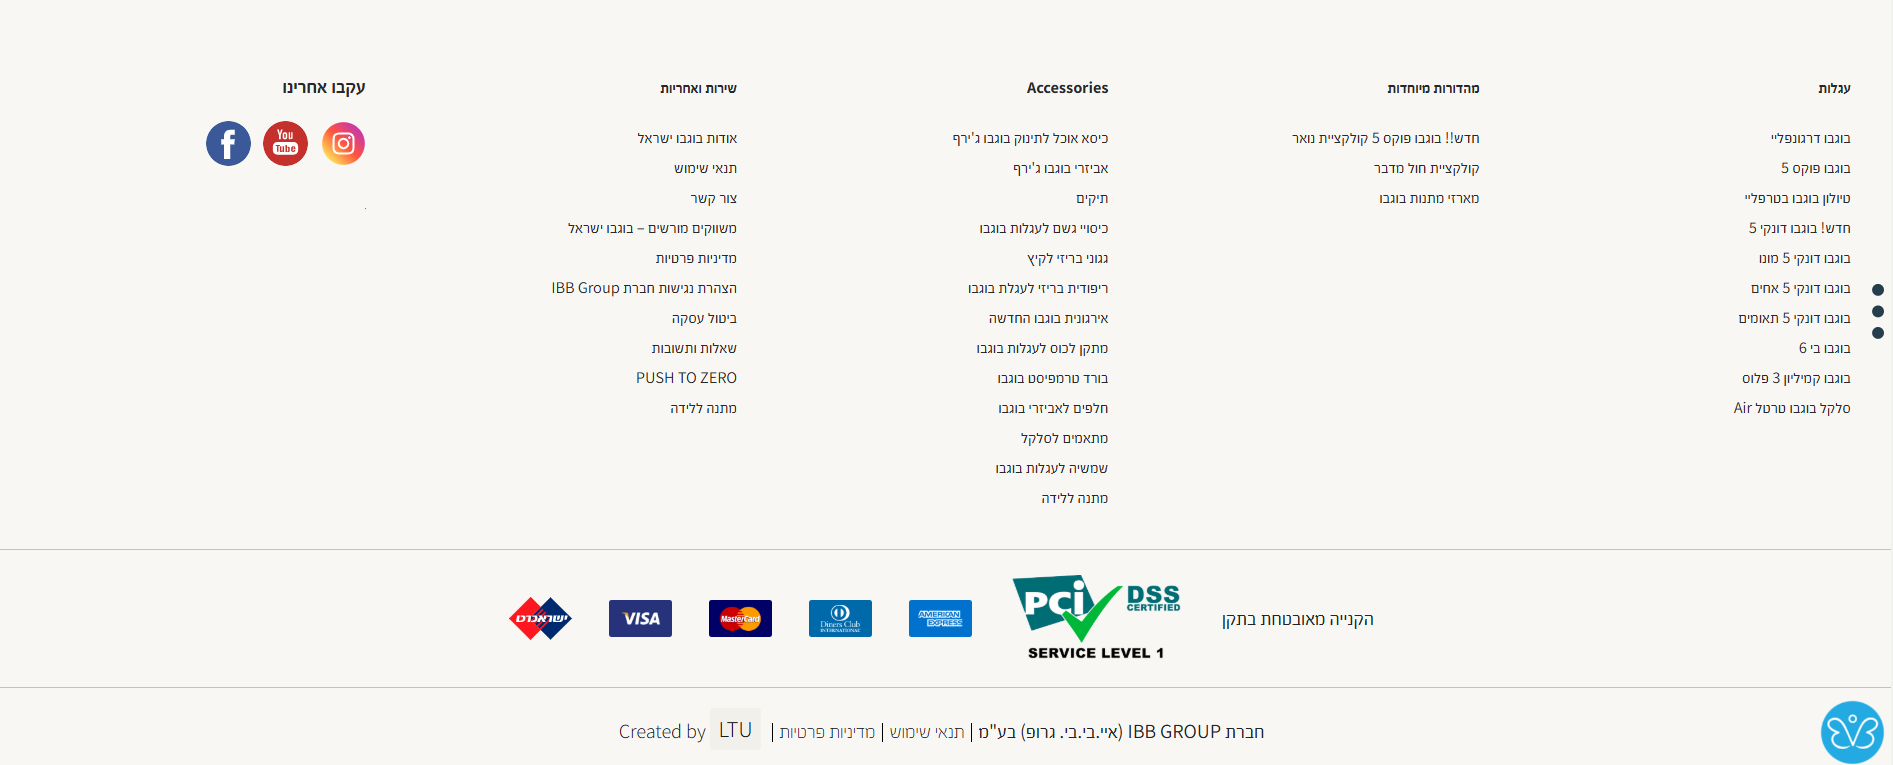 עגלות
בוגבו דרגונפליי
בוגבו פוקס 5
טיולון בוגבו בטרפליי
חדש! בוגבו דונקי 5
בוגבו דונקי 5 מונו
בוגבו דונקי 5 אחים
בוגבו דונקי 5 תאומים
בוגבו בי 6
בוגבו קמיליון 3 פלוס
סלקל בוגבו טרטל Air
מהדורות מיוחדות
חדש!! בוגבו פוקס 5 קולקציית נואר
קולקציית חול מדבר
מארזי מתנות בוגבו
Accessories
כיסא אוכל לתינוק בוגבו ג'ירף
אביזרי בוגבו ג'ירף
תיקים
כיסויי גשם לעגלות בוגבו
גגוני בריזי לקיץ
ריפודית בריזי לעגלת בוגבו
אירגונית בוגבו החדשה
מתקן לכוס לעגלות בוגבו
בורד טרמפיסט בוגבו
חלפים לאביזרי בוגבו
מתאמים לסלקל
שמשיה לעגלות בוגבו
מתנה ללידה
שירות ואחריות
אודות בוגבו ישראל
תנאי שימוש
צור קשר
משווקים מורשים – בוגבו ישראל
מדיניות פרטיות
הצהרת נגישות חברת IBB Group
ביטול עסקה
שאלות ותשובות
PUSH TO ZERO
מתנה ללידה
עקבו אחרינו
You
Tube
הקנייה מאובטחת בתקן
PCi DSS
CERTIFIED
SERVICE LEVEL 1
AMERICAN
EXPRESS
Diners Club
INTERNATIONAL
MasterCard
VISA
ישראכרט
חברת IBB GROUP (איי.בי.בי. גרופ) בע"מ | תנאי שימוש | מדיניות פרטיות | Created by LTU